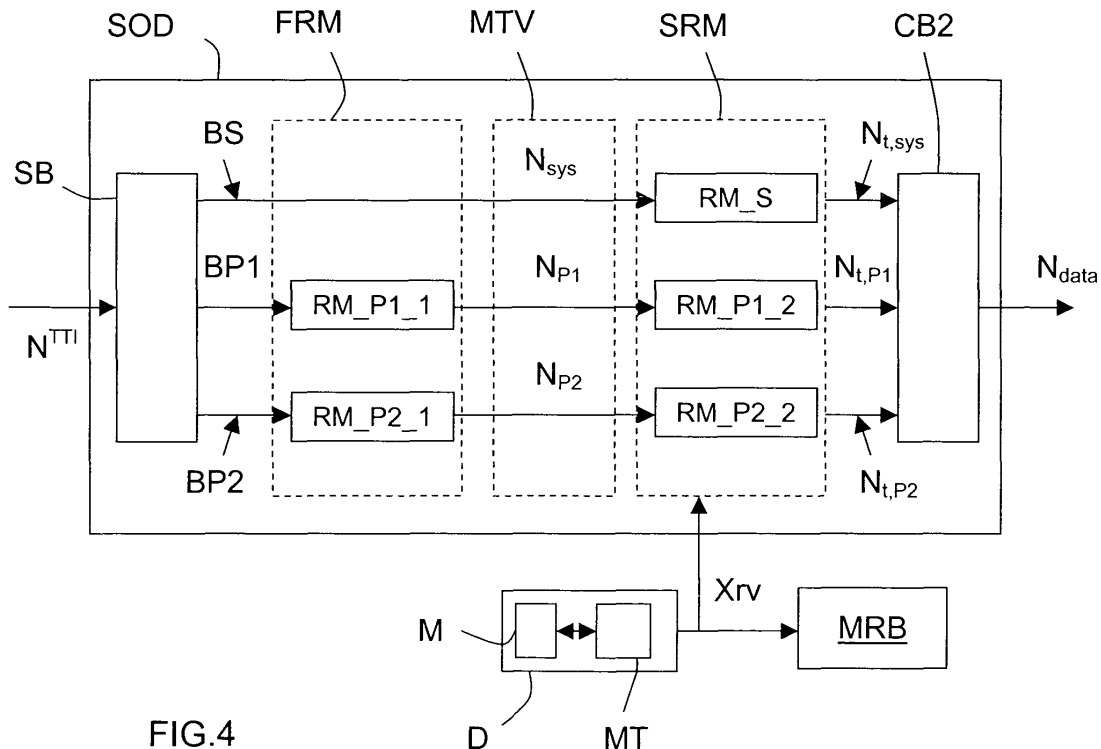 SOD FRM MTV SRM CB2
BS N_sys N_t,sys
SB
RM_S
BP1 N_P1 N_t,P1 N_data
RM_P1_1 RM_P1_2
N^TTI
N_P2
RM_P2_1 RM_P2_2
BP2 N_t,P2
Xrv
M MRB
D MT
FIG.4